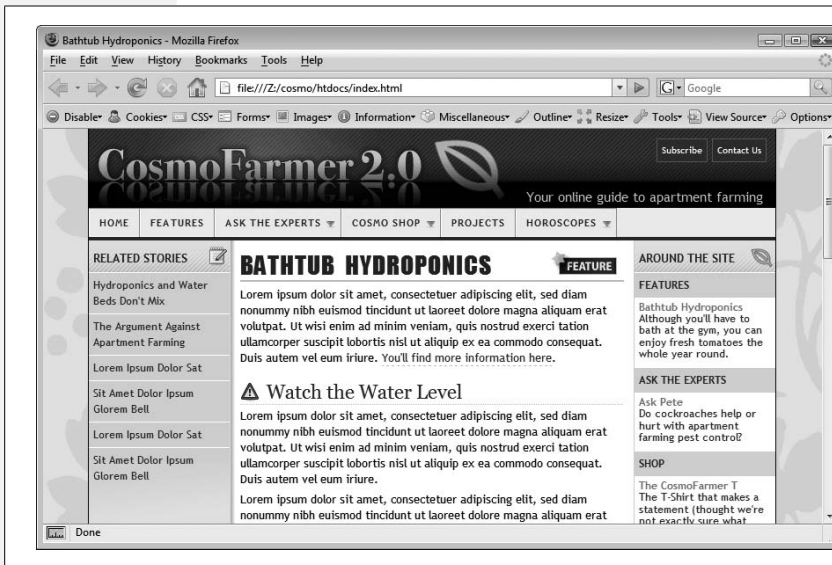 Bathtub Hydroponics - Mozilla Firefox
File Edit View History Bookmarks Tools Help
file:///Z:/cosmo/htdocs/index.html
Google
Disable Cookies CSS Forms Images Information Miscellaneous Outline Resize Tools View Source Options
CosmoFarmer 2.0
Subscribe Contact Us
Your online guide to apartment farming
HOME FEATURES ASK THE EXPERTS COSMO SHOP PROJECTS HOROSCOPES
RELATED STORIES
Hydroponics and Water
Beds Don't Mix
The Argument Against
Apartment Farming
Lorem Ipsum Dolor Sat
Sit Amet Dolor Ipsum
Glorem Bell
Lorem Ipsum Dolor Sat
Sit Amet Dolor Ipsum
Glorem Bell
BATHTUB HYDROPONICS
FEATURE
Lorem ipsum dolor sit amet, consectetuer adipiscing elit, sed diam
nonummy nibh euismod tincidunt ut laoreet dolore magna aliquam erat
volutpat. Ut wisi enim ad minim veniam, quis nostrud exerci tation
ullamcorper suscipit lobortis nisl ut aliquip ex ea commodo consequat.
Duis autem vel eum iriure. You'll find more information here.
Watch the Water Level
Lorem ipsum dolor sit amet, consectetuer adipiscing elit, sed diam
nonummy nibh euismod tincidunt ut laoreet dolore magna aliquam erat
volutpat. Ut wisi enim ad minim veniam, quis nostrud exerci tation
ullamcorper suscipit lobortis nisl ut aliquip ex ea commodo consequat.
Duis autem vel eum iriure.
Lorem ipsum dolor sit amet, consectetuer adipiscing elit, sed diam
nonummy nibh euismod tincidunt ut laoreet dolore magna aliquam erat
AROUND THE SITE
FEATURES
Bathtub Hydroponics
Although you'll have to
bath at the gym, you can
enjoy fresh tomatoes the
whole year round.
ASK THE EXPERTS
Ask Pete
Do cockroaches help or
hurt with apartment
farming pest control?
SHOP
The CosmoFarmer T
The T-Shirt that makes a
statement (thought we're
not exactly sure what
Done